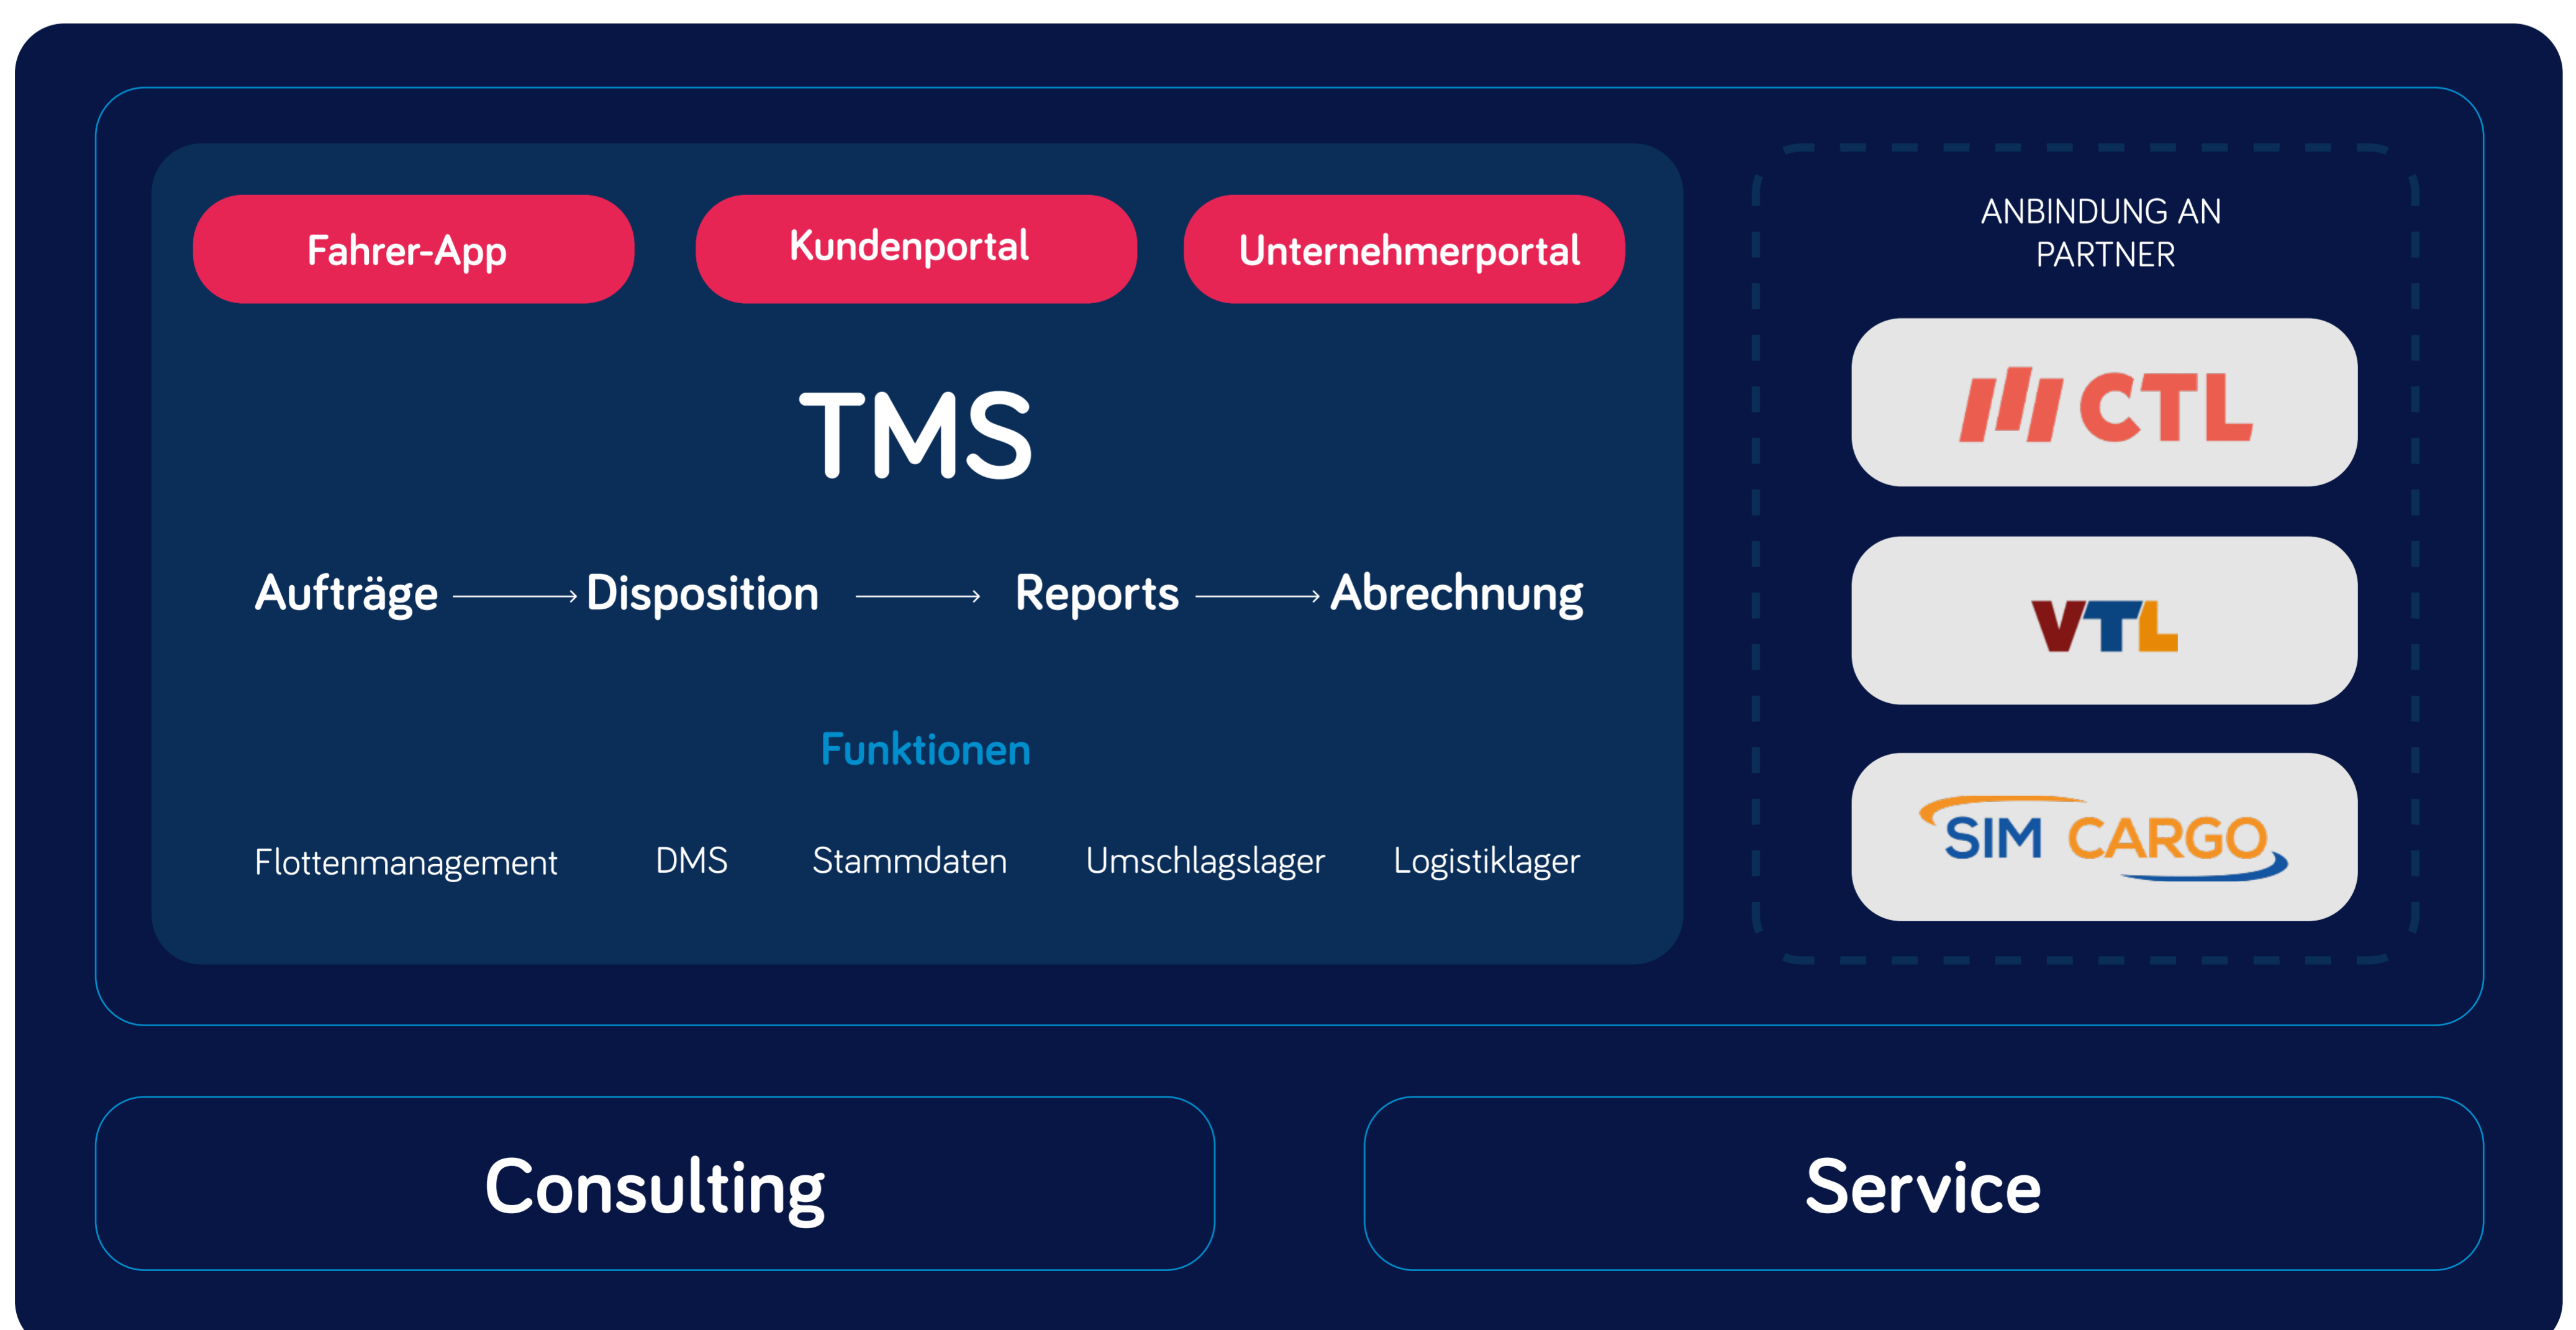 Fahrer-App
Kundenportal
Unternehmerportal
TMS
Aufträge → Disposition → Reports → Abrechnung
Funktionen
Flottenmanagement DMS Stammdaten Umschlagslager Logistiklager
ANBINDUNG AN
PARTNER
CTL
VTL
SIM CARGO
Consulting
Service